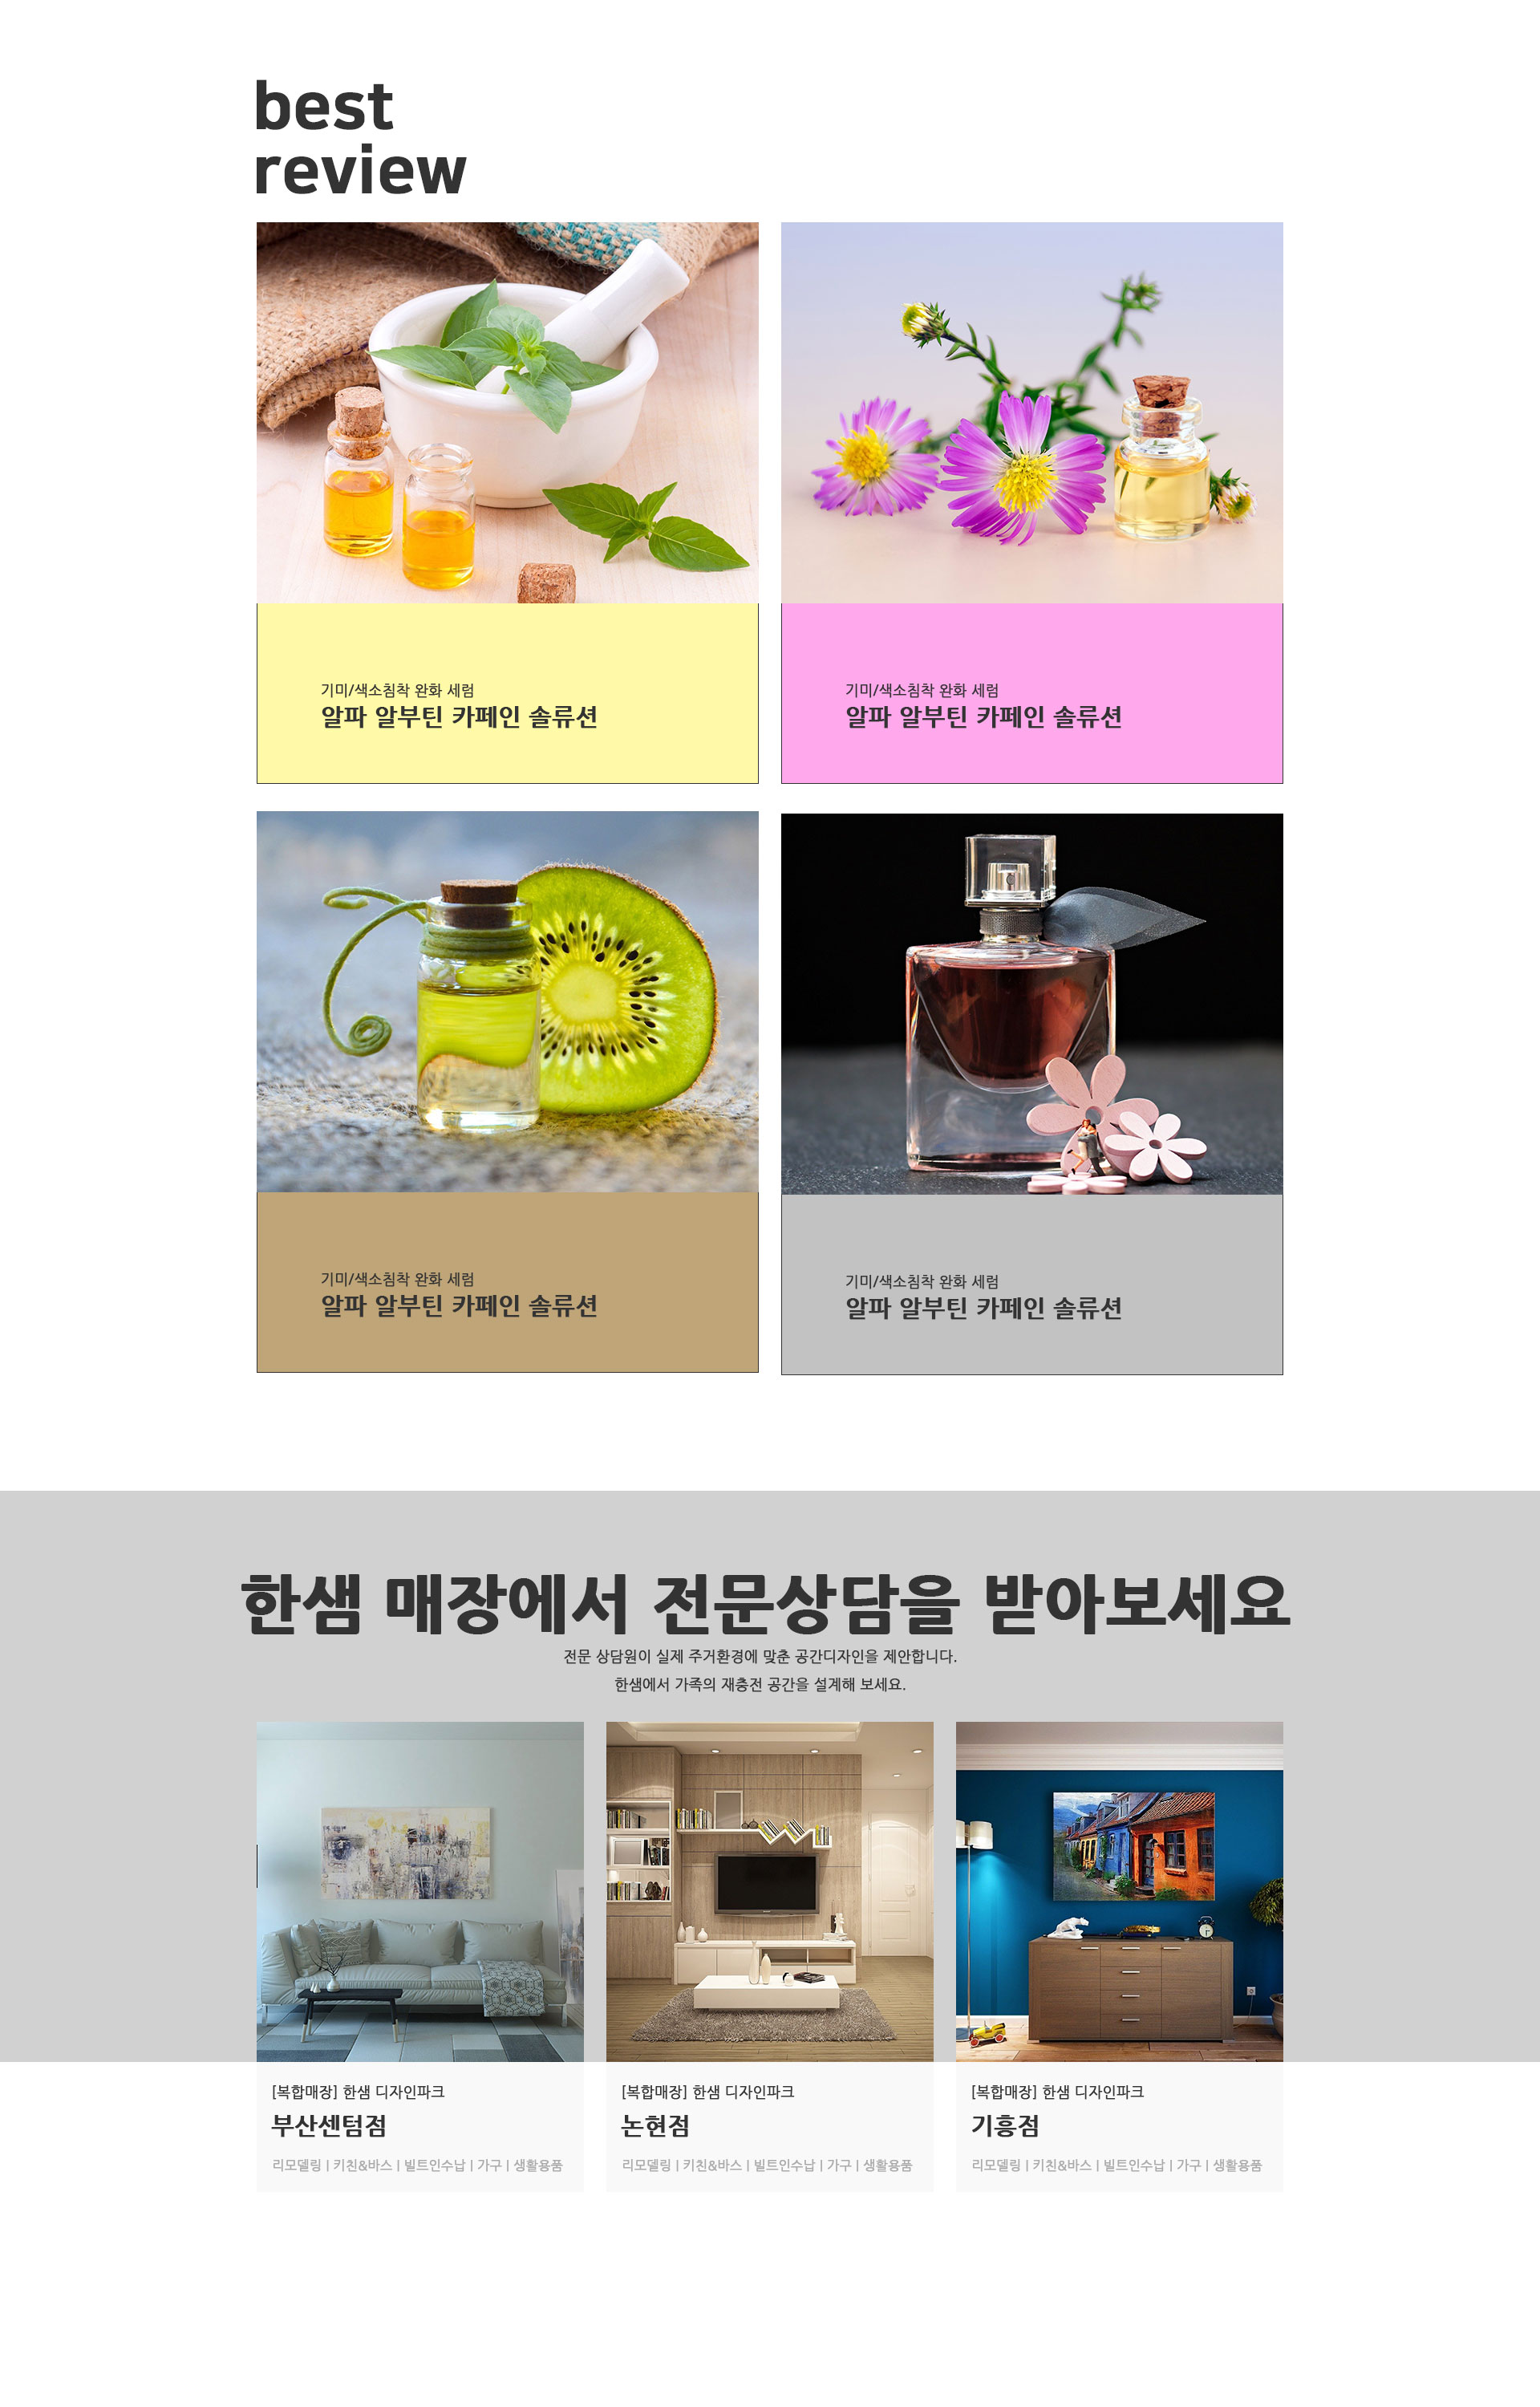 best
review
기미/색소침착 완화 세럼
알파 알부틴 카페인 솔류션
기미/색소침착 완화 세럼
알파 알부틴 카페인 솔류션
기미/색소침착 완화 세럼
알파 알부틴 카페인 솔류션
기미/색소침착 완화 세럼
알파 알부틴 카페인 솔류션
한샘 매장에서 전문상담을 받아보세요
전문 상담원이 실제 주거환경에 맞춘 공간디자인을 제안합니다.
한샘에서 가족의 재충전 공간을 설계해 보세요.
[복합매장] 한샘 디자인파크
부산센텀점
리모델링 | 키친&바스 | 빌트인수납 | 가구 | 생활용품
[복합매장] 한샘 디자인파크
논현점
리모델링 | 키친&바스 | 빌트인수납 | 가구 | 생활용품
[복합매장] 한샘 디자인파크
기흥점
리모델링 | 키친&바스 | 빌트인수납 | 가구 | 생활용품